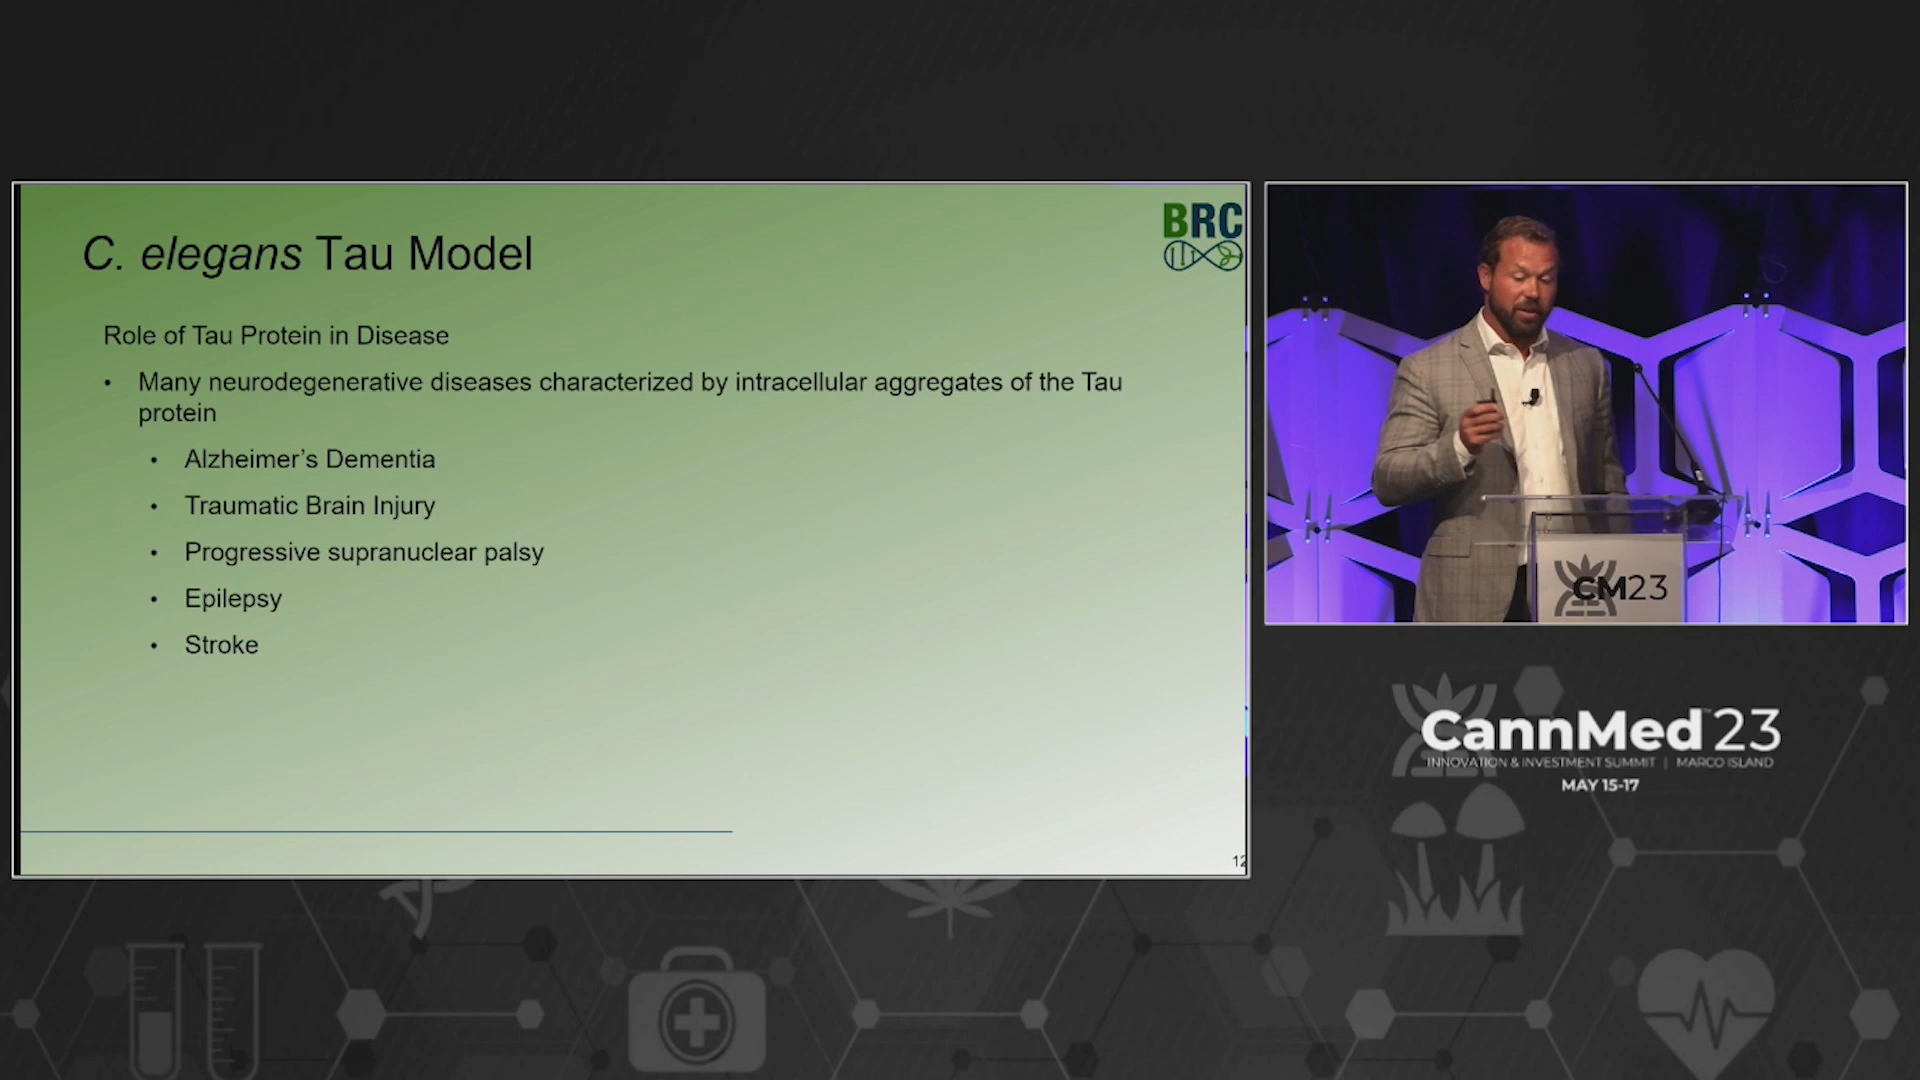 BRC
C. elegans Tau Model
Role of Tau Protein in Disease
• Many neurodegenerative diseases characterized by intracellular aggregates of the Tau
protein
• Alzheimer’s Dementia
• Traumatic Brain Injury
• Progressive supranuclear palsy
• Epilepsy
• Stroke
12
CM23
CannMed 23
INNOVATION & INVESTMENT SUMMIT | MARCO ISLAND
MAY 15-17